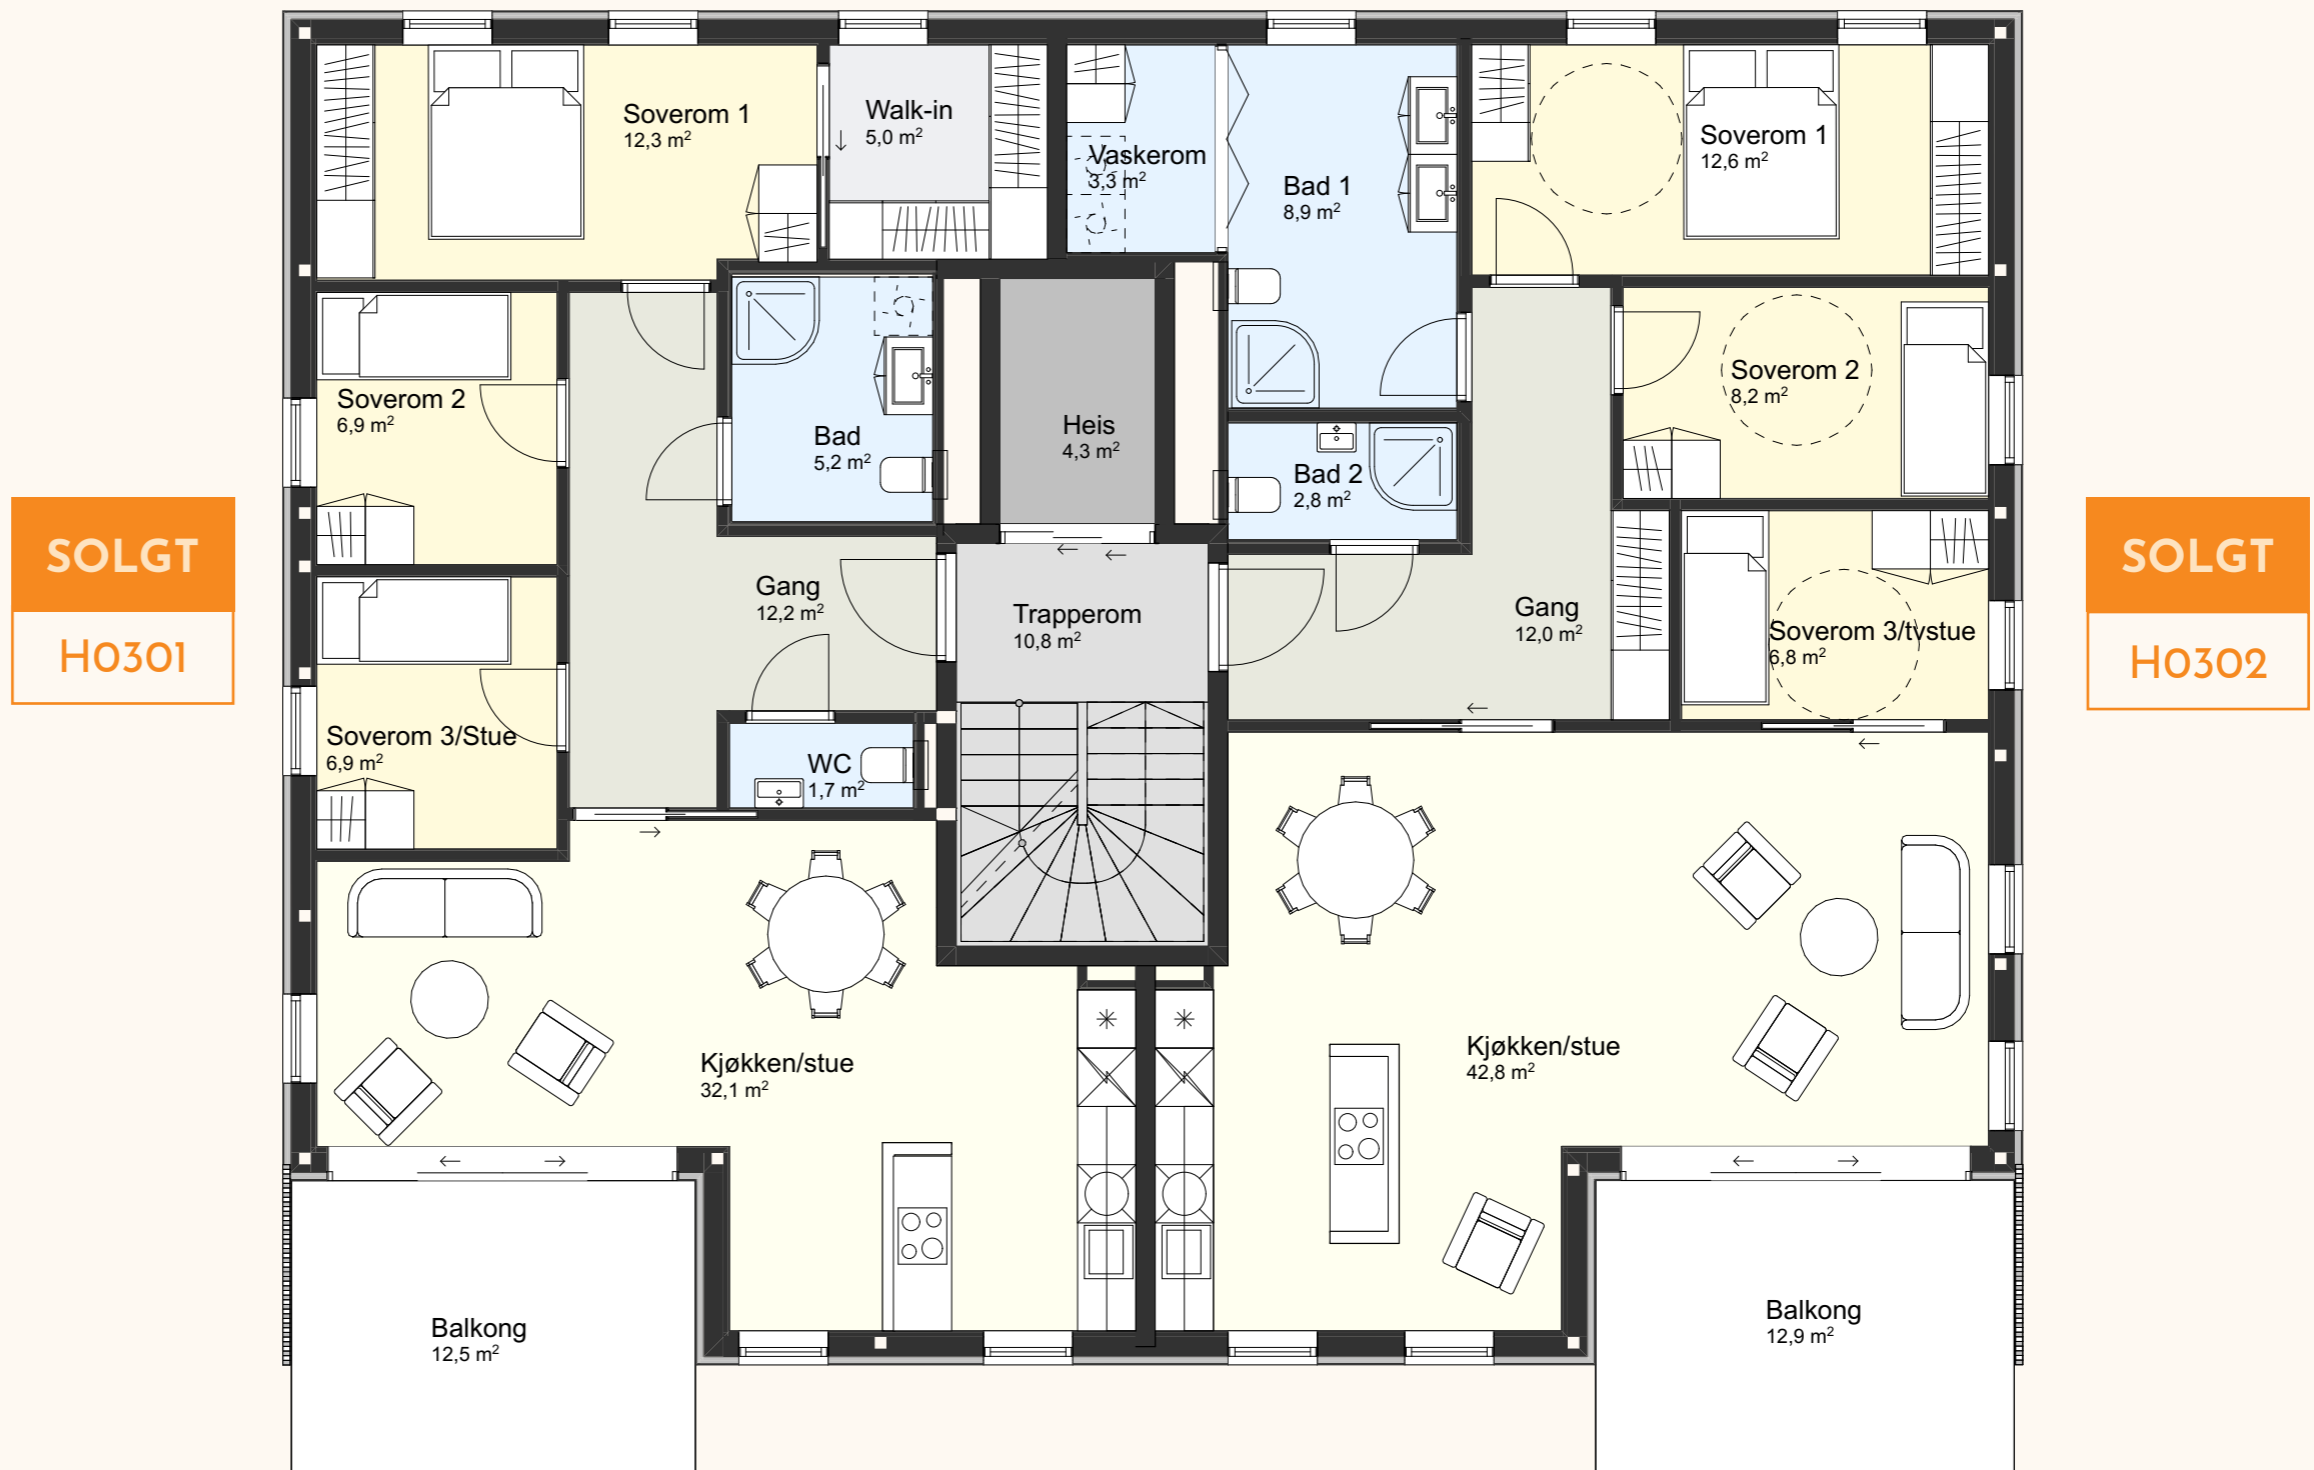 Soverom 1
12,3 m²
Walk-in
5,0 m²
Vaskerom
3,3 m²
Bad 1
8,9 m²
Soverom 1
12,6 m²
Soverom 2
6,9 m²
Bad
5,2 m²
Heis
4,3 m²
Bad 2
2,8 m²
Soverom 2
8,2 m²
SOLGT
H0301
Gang
12,2 m²
Trapperom
10,8 m²
Gang
12,0 m²
Soverom 3/tvstue
6,8 m²
SOLGT
H0302
Soverom 3/Stue
6,9 m²
WC
1,7 m²
Kjøkken/stue
32,1 m²
Kjøkken/stue
42,8 m²
Balkong
12,5 m²
Balkong
12,9 m²